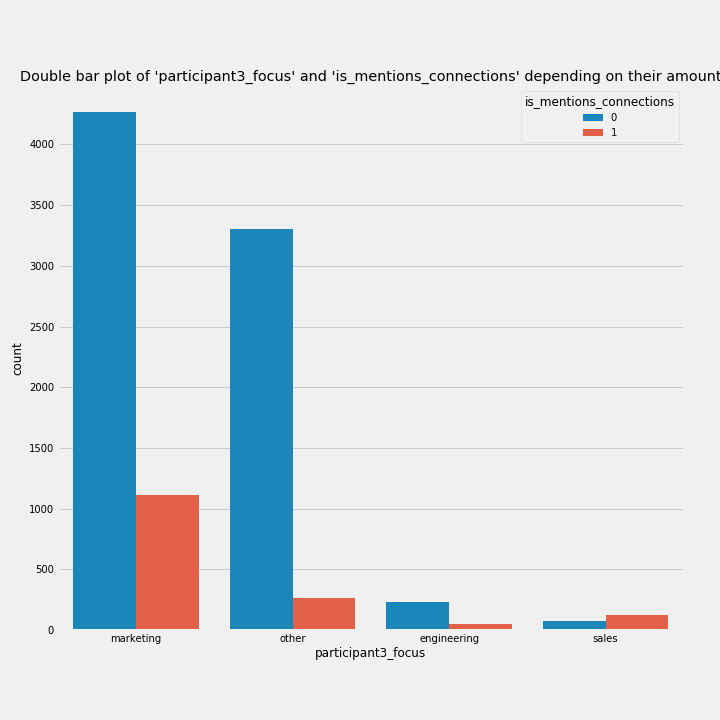 Double bar plot of 'participant3_focus' and 'is_mentions_connections' depending on their amount
is_mentions_connections
0
1
4000
3500
3000
2500
2000
1500
1000
500
0
count
marketing
other
engineering
sales
participant3_focus